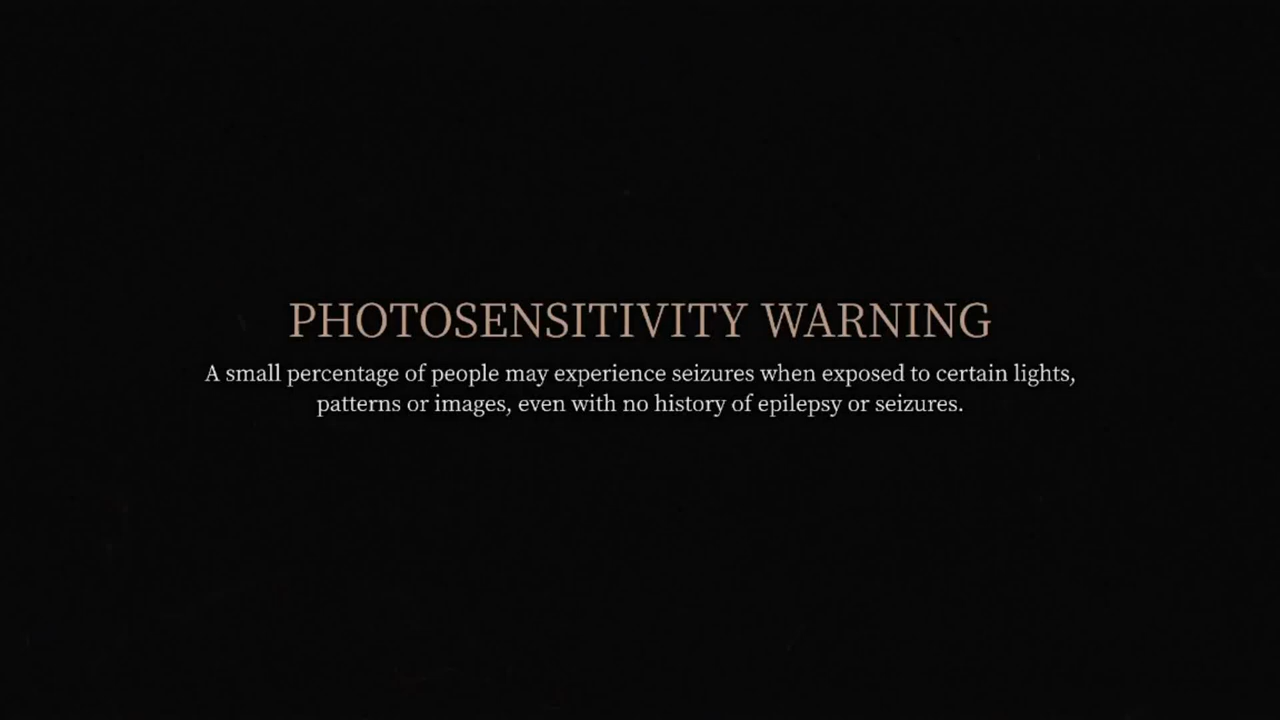 PHOTOSENSITIVITY WARNING
A small percentage of people may experience seizures when exposed to certain lights,
patterns or images, even with no history of epilepsy or seizures.